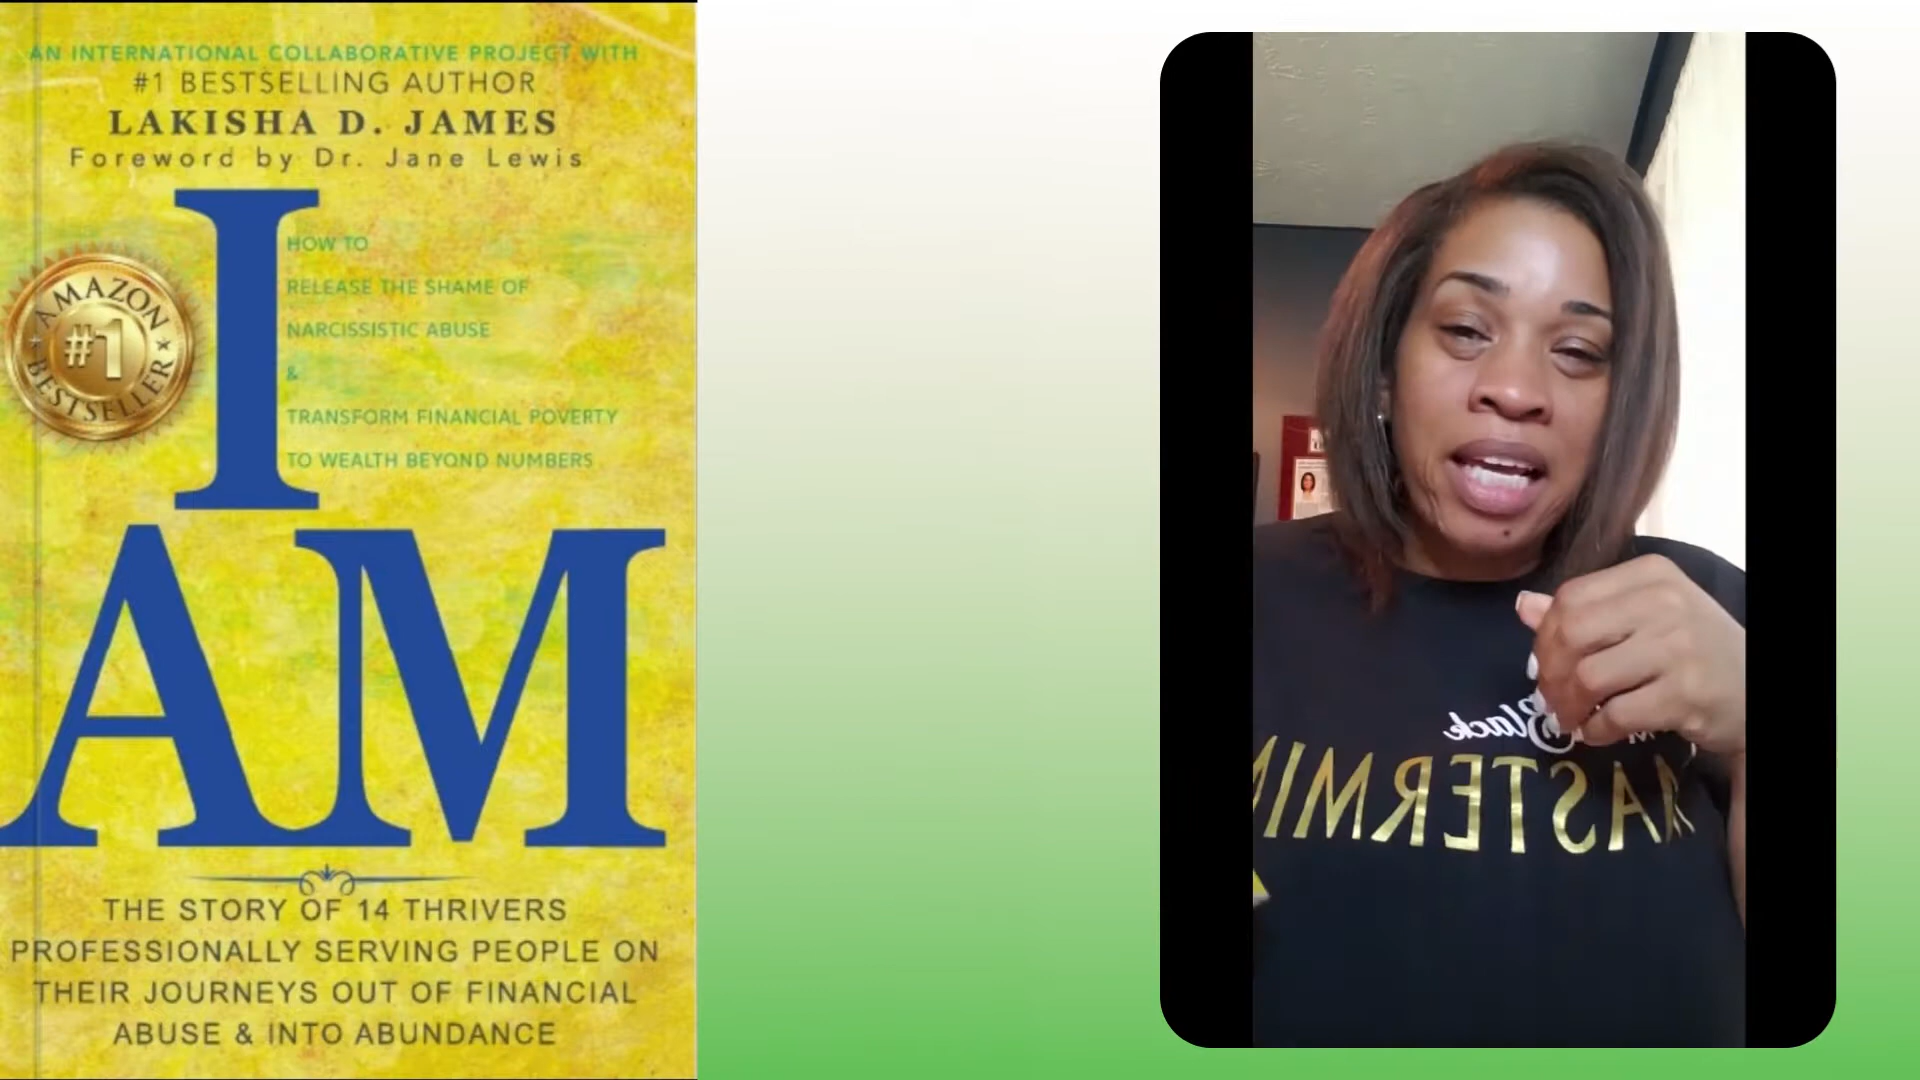 AN INTERNATIONAL COLLABORATIVE PROJECT WITH
#1 BESTSELLING AUTHOR
LAKISHA D. JAMES
Foreword by Dr. Jane Lewis
I
HOW TO
RELEASE THE SHAME OF
NARCISSISTIC ABUSE
&
TRANSFORM FINANCIAL POVERTY
TO WEALTH BEYOND NUMBERS
AMAZON
#1
BESTSELLER
AM
THE STORY OF 14 THRIVERS
PROFESSIONALLY SERVING PEOPLE ON
THEIR JOURNEYS OUT OF FINANCIAL
ABUSE & INTO ABUNDANCE
Black
MASTERMIN